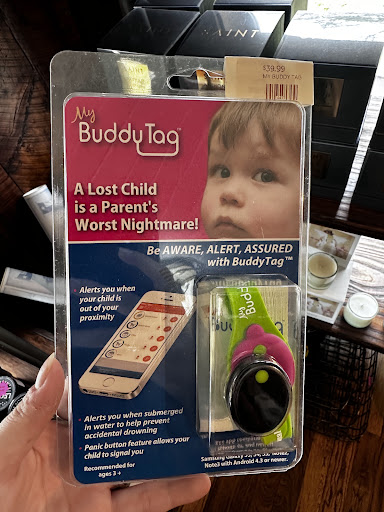 SAINT
$39.99
MY BUDDY TAG
My
BuddyTag™
A Lost Child
is a Parent's
Worst Nightmare!
Be AWARE, ALERT, ASSURED
with BuddyTag™
• Alerts you when
your child is
out of your
proximity
• Alerts you when submerged
in water to help prevent
accidental drowning
• Panic button feature allows your
child to signal you
Recommended for
ages 3 +
Note3 with Android 4.3 or newer.